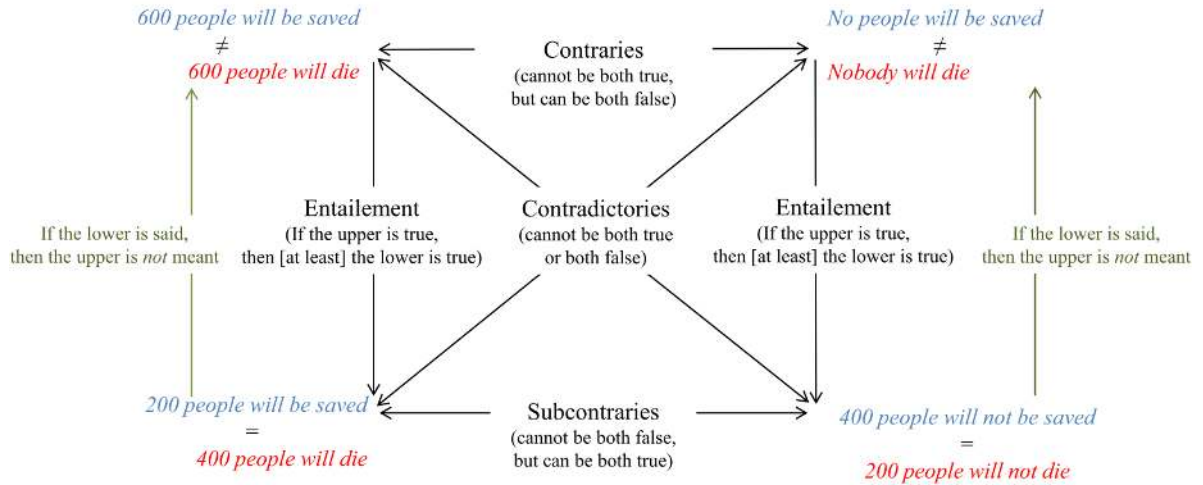 600 people will be saved
≠
600 people will die
Contraries
(cannot be both true,
but can be both false)
No people will be saved
≠
Nobody will die
If the lower is said,
then the upper is not meant
Entailement
(If the upper is true,
then [at least] the lower is true)
Contradictories
(cannot be both true
or both false)
Entailement
(If the upper is true,
then [at least] the lower is true)
If the lower is said,
then the upper is not meant
200 people will be saved
=
400 people will die
Subcontraries
(cannot be both false,
but can be both true)
400 people will not be saved
=
200 people will not die